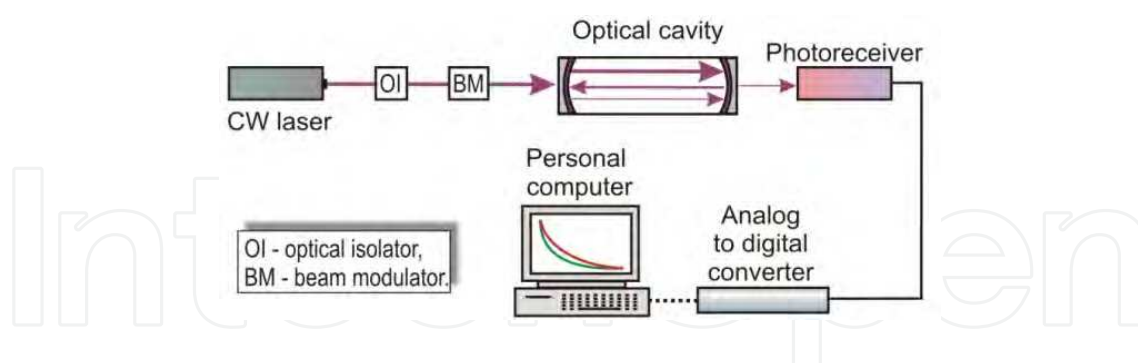 Optical cavity
Photoreceiver
OI
BM
CW laser
Personal
computer
Analog
to digital
converter
OI - optical isolator,
BM - beam modulator.
IntechOpen